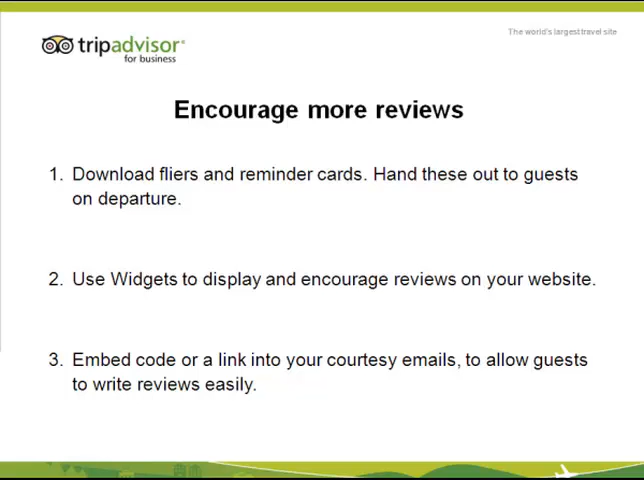 The world's largest travel site
tripadvisor®
for business
Encourage more reviews
1. Download fliers and reminder cards. Hand these out to guests
on departure.
2. Use Widgets to display and encourage reviews on your website.
3. Embed code or a link into your courtesy emails, to allow guests
to write reviews easily.